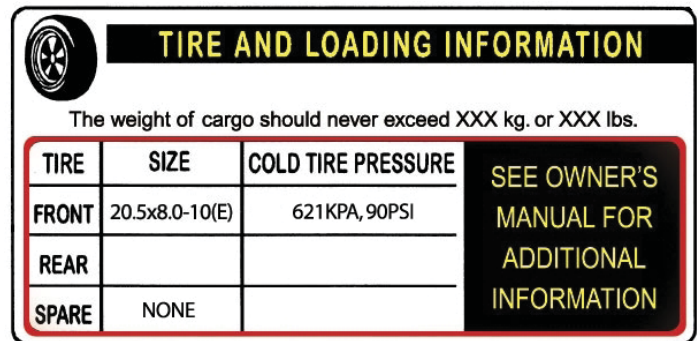 TIRE AND LOADING INFORMATION
The weight of cargo should never exceed XXX kg. or XXX lbs.
TIRE SIZE COLD TIRE PRESSURE
FRONT 20.5x8.0-10(E) 621KPA, 90PSI
REAR
SPARE NONE
SEE OWNER'S
MANUAL FOR
ADDITIONAL
INFORMATION